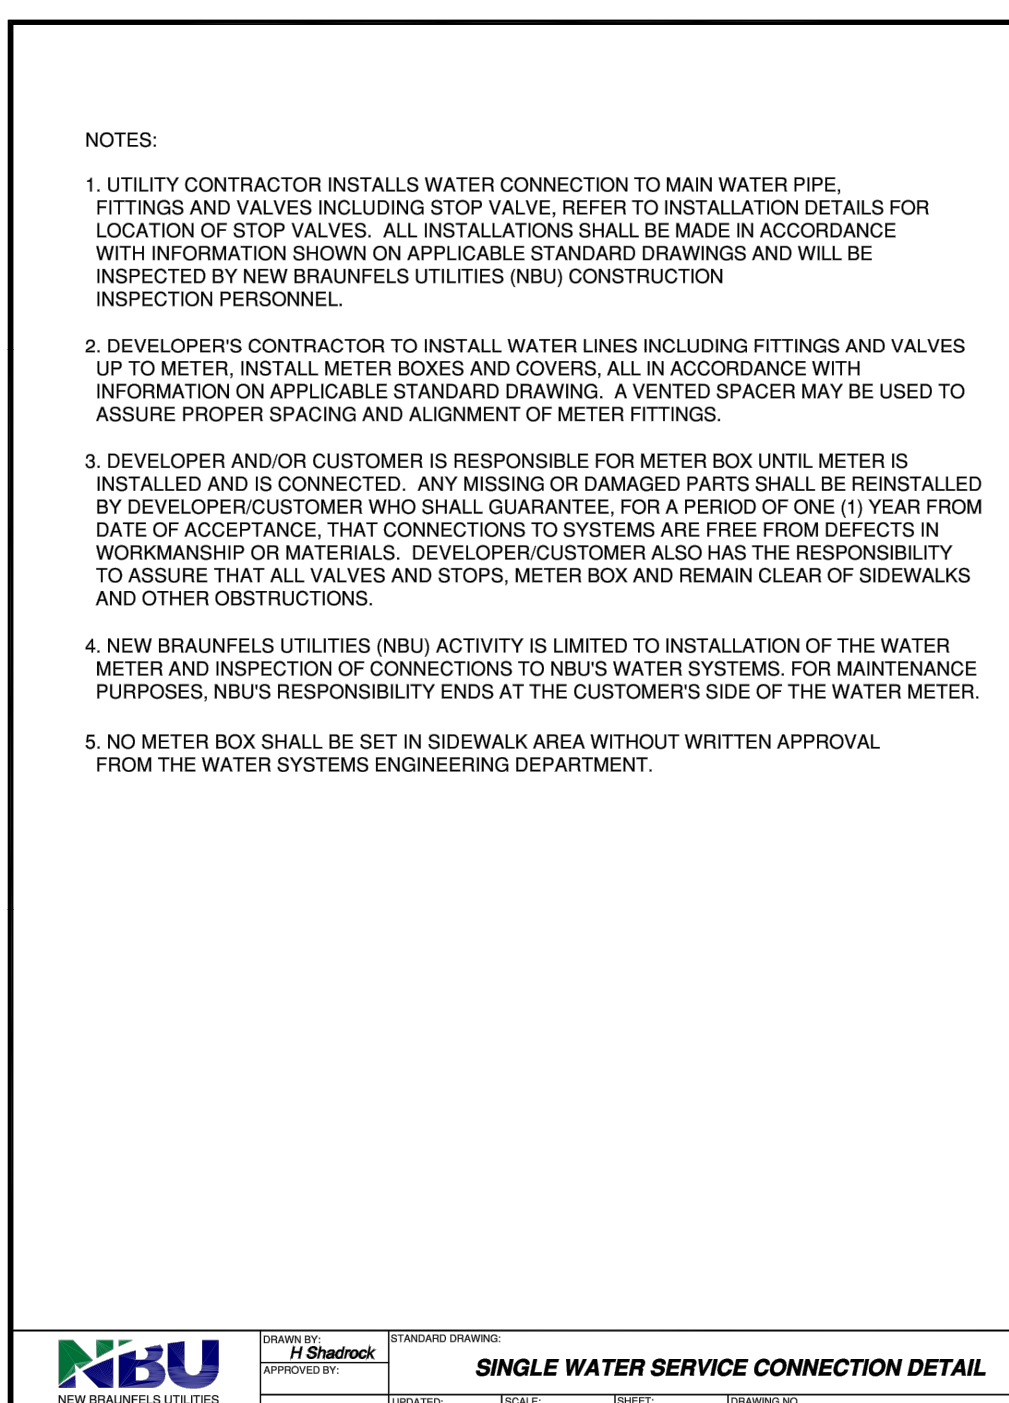 NOTES:
1. UTILITY CONTRACTOR INSTALLS WATER CONNECTION TO MAIN WATER PIPE,
FITTINGS AND VALVES INCLUDING STOP VALVE, REFER TO INSTALLATION DETAILS FOR
LOCATION OF STOP VALVES. ALL INSTALLATIONS SHALL BE MADE IN ACCORDANCE
WITH INFORMATION SHOWN ON APPLICABLE STANDARD DRAWINGS AND WILL BE
INSPECTED BY NEW BRAUNFELS UTILITIES (NBU) CONSTRUCTION
INSPECTION PERSONNEL.
2. DEVELOPER'S CONTRACTOR TO INSTALL WATER LINES INCLUDING FITTINGS AND VALVES
UP TO METER, INSTALL METER BOXES AND COVERS, ALL IN ACCORDANCE WITH
INFORMATION ON APPLICABLE STANDARD DRAWING. A VENTED SPACER MAY BE USED TO
ASSURE PROPER SPACING AND ALIGNMENT OF METER FITTINGS.
3. DEVELOPER AND/OR CUSTOMER IS RESPONSIBLE FOR METER BOX UNTIL METER IS
INSTALLED AND IS CONNECTED. ANY MISSING OR DAMAGED PARTS SHALL BE REINSTALLED
BY DEVELOPER/CUSTOMER WHO SHALL GUARANTEE, FOR A PERIOD OF ONE (1) YEAR FROM
DATE OF ACCEPTANCE, THAT CONNECTIONS TO SYSTEMS ARE FREE FROM DEFECTS IN
WORKMANSHIP OR MATERIALS. DEVELOPER/CUSTOMER ALSO HAS THE RESPONSIBILITY
TO ASSURE THAT ALL VALVES AND STOPS, METER BOX AND REMAIN CLEAR OF SIDEWALKS
AND OTHER OBSTRUCTIONS.
4. NEW BRAUNFELS UTILITIES (NBU) ACTIVITY IS LIMITED TO INSTALLATION OF THE WATER
METER AND INSPECTION OF CONNECTIONS TO NBU'S WATER SYSTEMS. FOR MAINTENANCE
PURPOSES, NBU'S RESPONSIBILITY ENDS AT THE CUSTOMER'S SIDE OF THE WATER METER.
5. NO METER BOX SHALL BE SET IN SIDEWALK AREA WITHOUT WRITTEN APPROVAL
FROM THE WATER SYSTEMS ENGINEERING DEPARTMENT.
NBU
NEW BRAUNFELS UTILITIES
DRAWN BY:
H Shadrock
APPROVED BY:
STANDARD DRAWING:
SINGLE WATER SERVICE CONNECTION DETAIL
UPDATED:
SCALE:
SHEET:
DRAWING NO